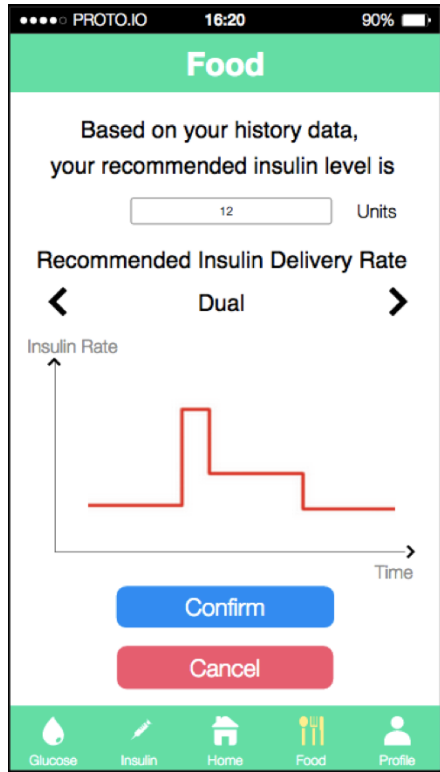 PROTO.IO 16:20 90%
Food
Based on your history data,
your recommended insulin level is
12 Units
Recommended Insulin Delivery Rate
Dual
Insulin Rate
Time
Confirm
Cancel
Glucose Insulin Home Food Profile